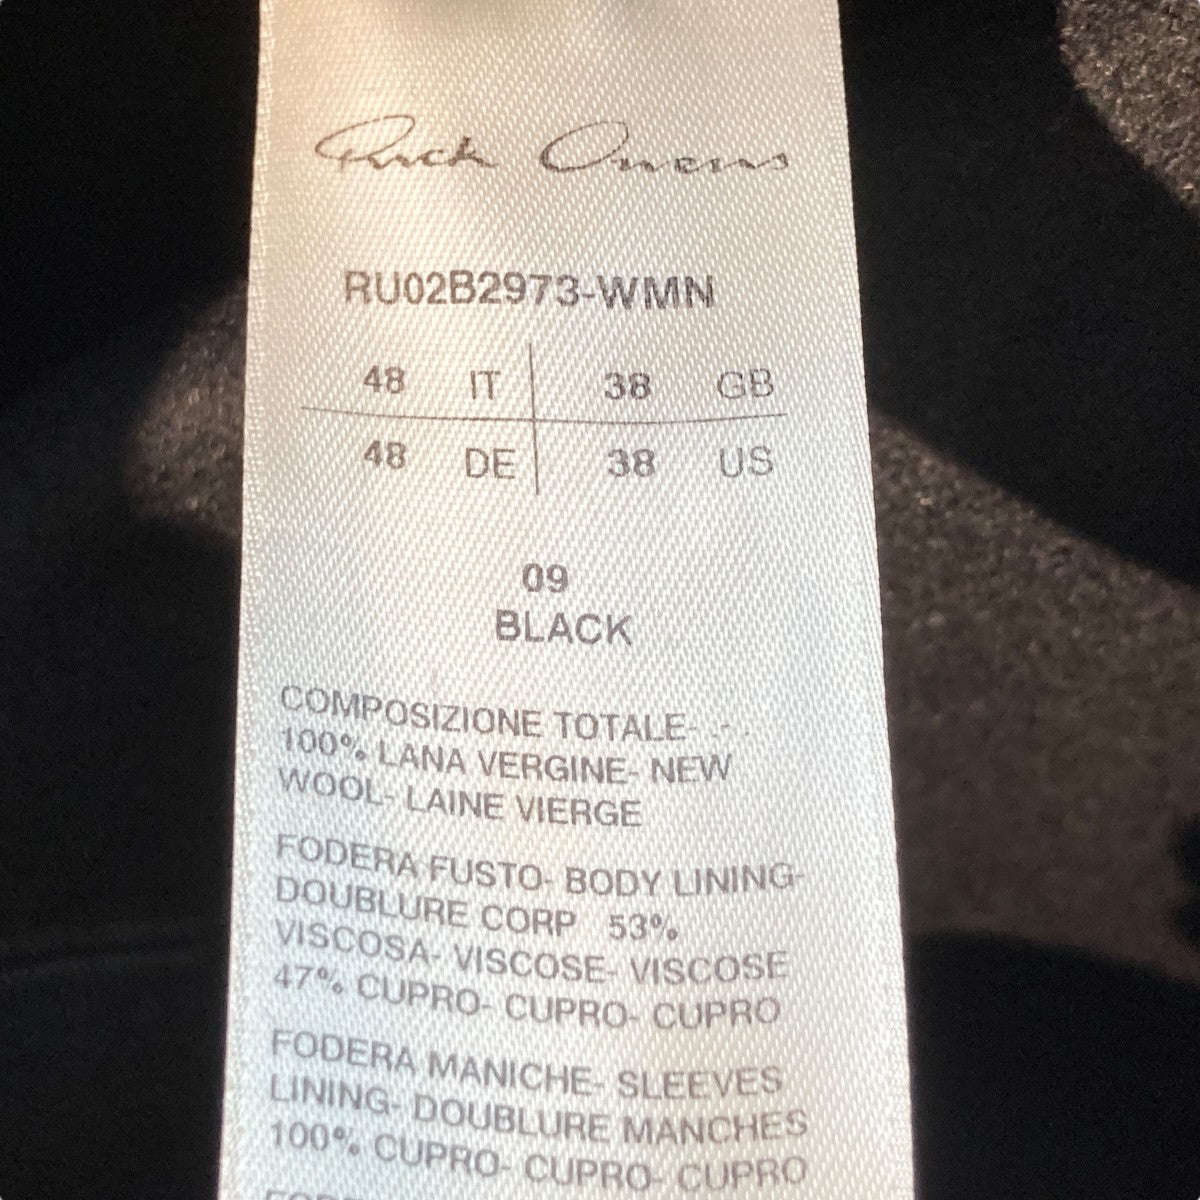 Rick Owens
RU02B2973-WMN
48 IT 38 GB
48 DE 38 US
09
BLACK
COMPOSIZIONE TOTALE- .- .
100% LANA VERGINE- NEW
WOOL- LAINE VIERGE
FODERA FUSTO- BODY LINING-
DOUBLURE CORP 53%
VISCOSA- VISCOSE- VISCOSE
47% CUPRO- CUPRO- CUPRO
FODERA MANICHE- SLEEVES
LINING- DOUBLURE MANCHES
100% CUPRO- CUPRO- CUPRO